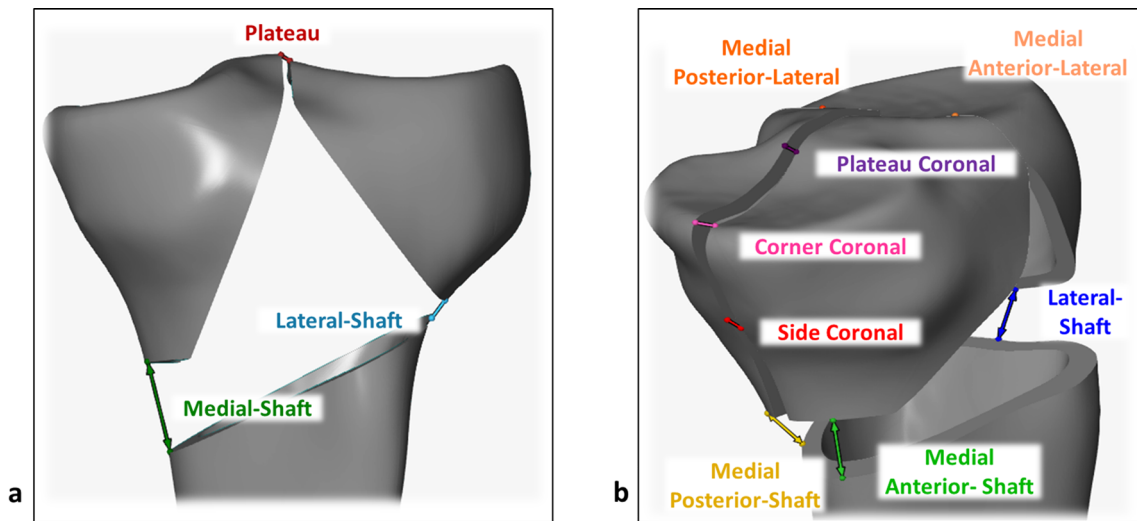 Plateau
Lateral-Shaft
Medial-Shaft
a
Medial
Posterior-Lateral
Medial
Anterior-Lateral
Plateau Coronal
Corner Coronal
Side Coronal
Lateral-
Shaft
Medial
Posterior-Shaft
Medial
Anterior- Shaft
b